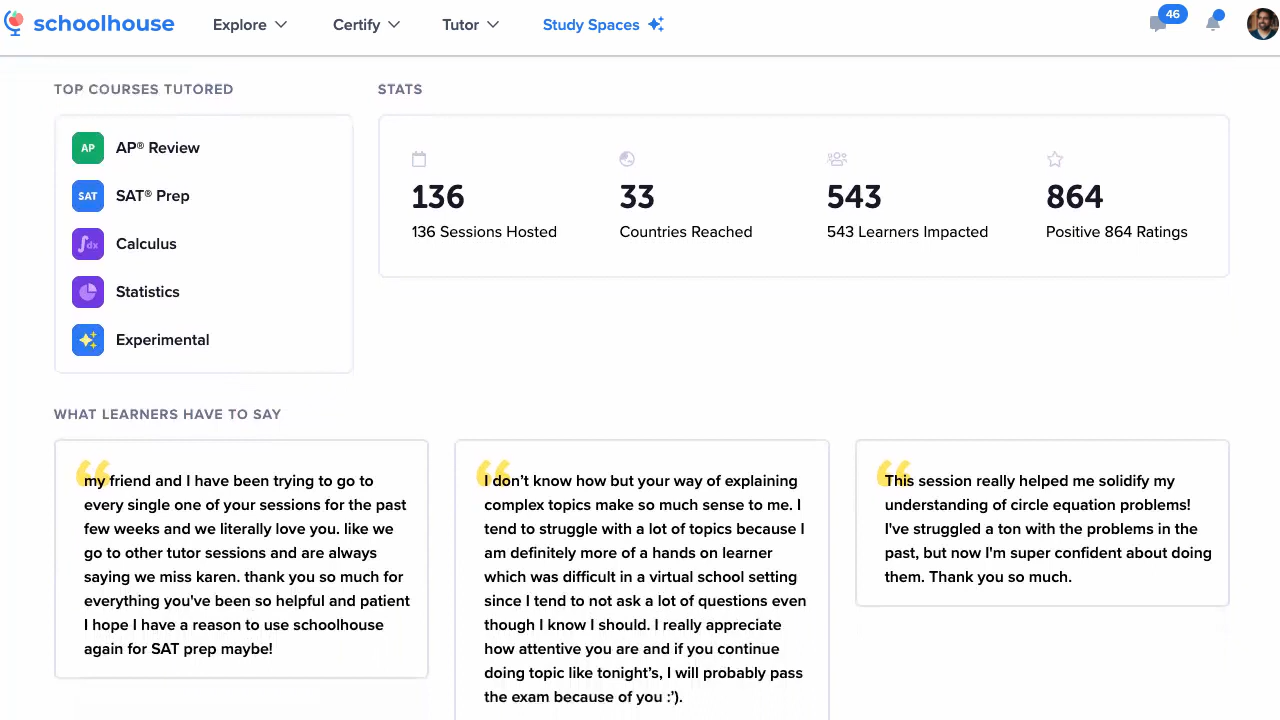 schoolhouse
Explore
Certify
Tutor
Study Spaces
46
TOP COURSES TUTORED
AP AP® Review
SAT SAT® Prep
∫dx Calculus
Statistics
Experimental
STATS
136
136 Sessions Hosted
33
Countries Reached
543
543 Learners Impacted
864
Positive 864 Ratings
WHAT LEARNERS HAVE TO SAY
“
my friend and I have been trying to go to
every single one of your sessions for the past
few weeks and we literally love you. like we
go to other tutor sessions and are always
saying we miss karen. thank you so much for
everything you've been so helpful and patient
I hope I have a reason to use schoolhouse
again for SAT prep maybe!
“
I don’t know how but your way of explaining
complex topics make so much sense to me. I
tend to struggle with a lot of topics because I
am definitely more of a hands on learner
which was difficult in a virtual school setting
since I tend to not ask a lot of questions even
though I know I should. I really appreciate
how attentive you are and if you continue
doing topic like tonight’s, I will probably pass
the exam because of you :’).
“
This session really helped me solidify my
understanding of circle equation problems!
I've struggled a ton with the problems in the
past, but now I'm super confident about doing
them. Thank you so much.